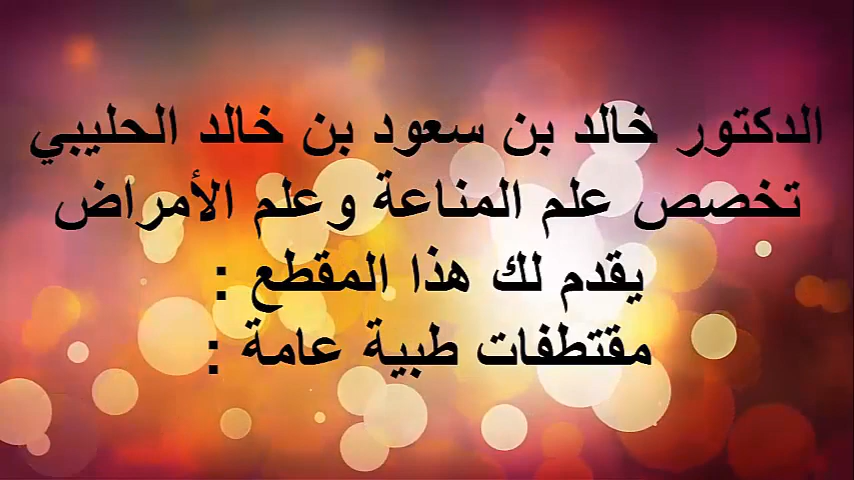 الدكتور خالد بن سعود بن خالد الحليبي
تخصص علم المناعة وعلم الأمراض
يقدم لك هذا المقطع :
مقتطفات طبية عامة :